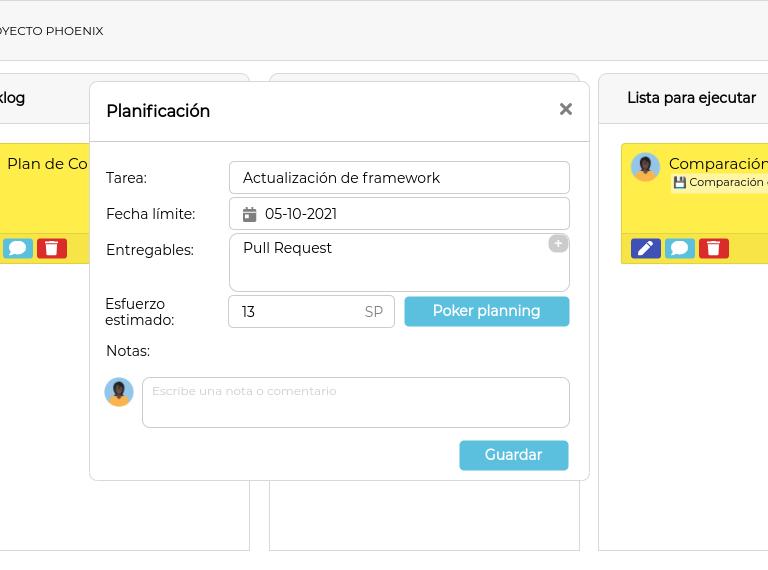 OYECTO PHOENIX
klog
Lista para ejecutar
Plan de Co
Planificación
Tarea:
Actualización de framework
Fecha límite:
05-10-2021
Entregables:
Pull Request
Esfuerzo
estimado:
13
SP
Poker planning
Notas:
Escribe una nota o comentario
Guardar
Comparación
Comparación